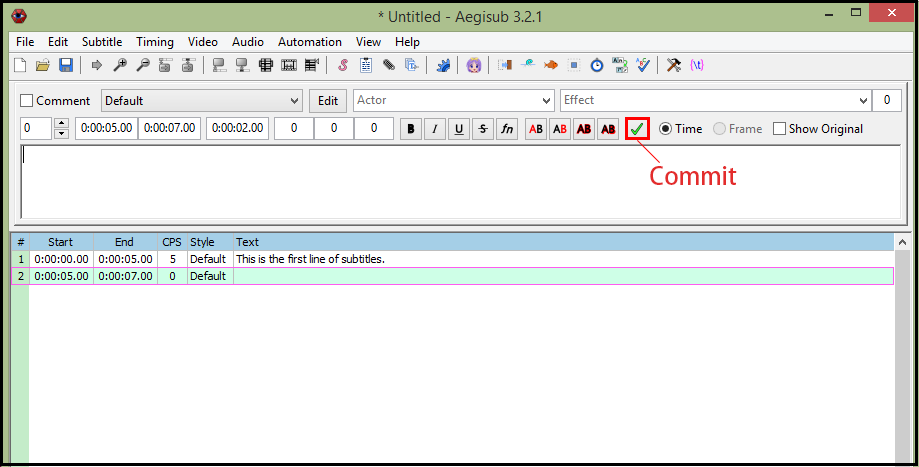 * Untitled - Aegisub 3.2.1
File Edit Subtitle Timing Video Audio Automation View Help
Comment Default Edit Actor Effect 0
0 0:00:05.00 0:00:07.00 0:00:02.00 0 0 0 B I U S fn AB AB AB AB Time Frame Show Original
Commit
# Start End CPS Style Text
1 0:00:00.00 0:00:05.00 5 Default This is the first line of subtitles.
2 0:00:05.00 0:00:07.00 0 Default